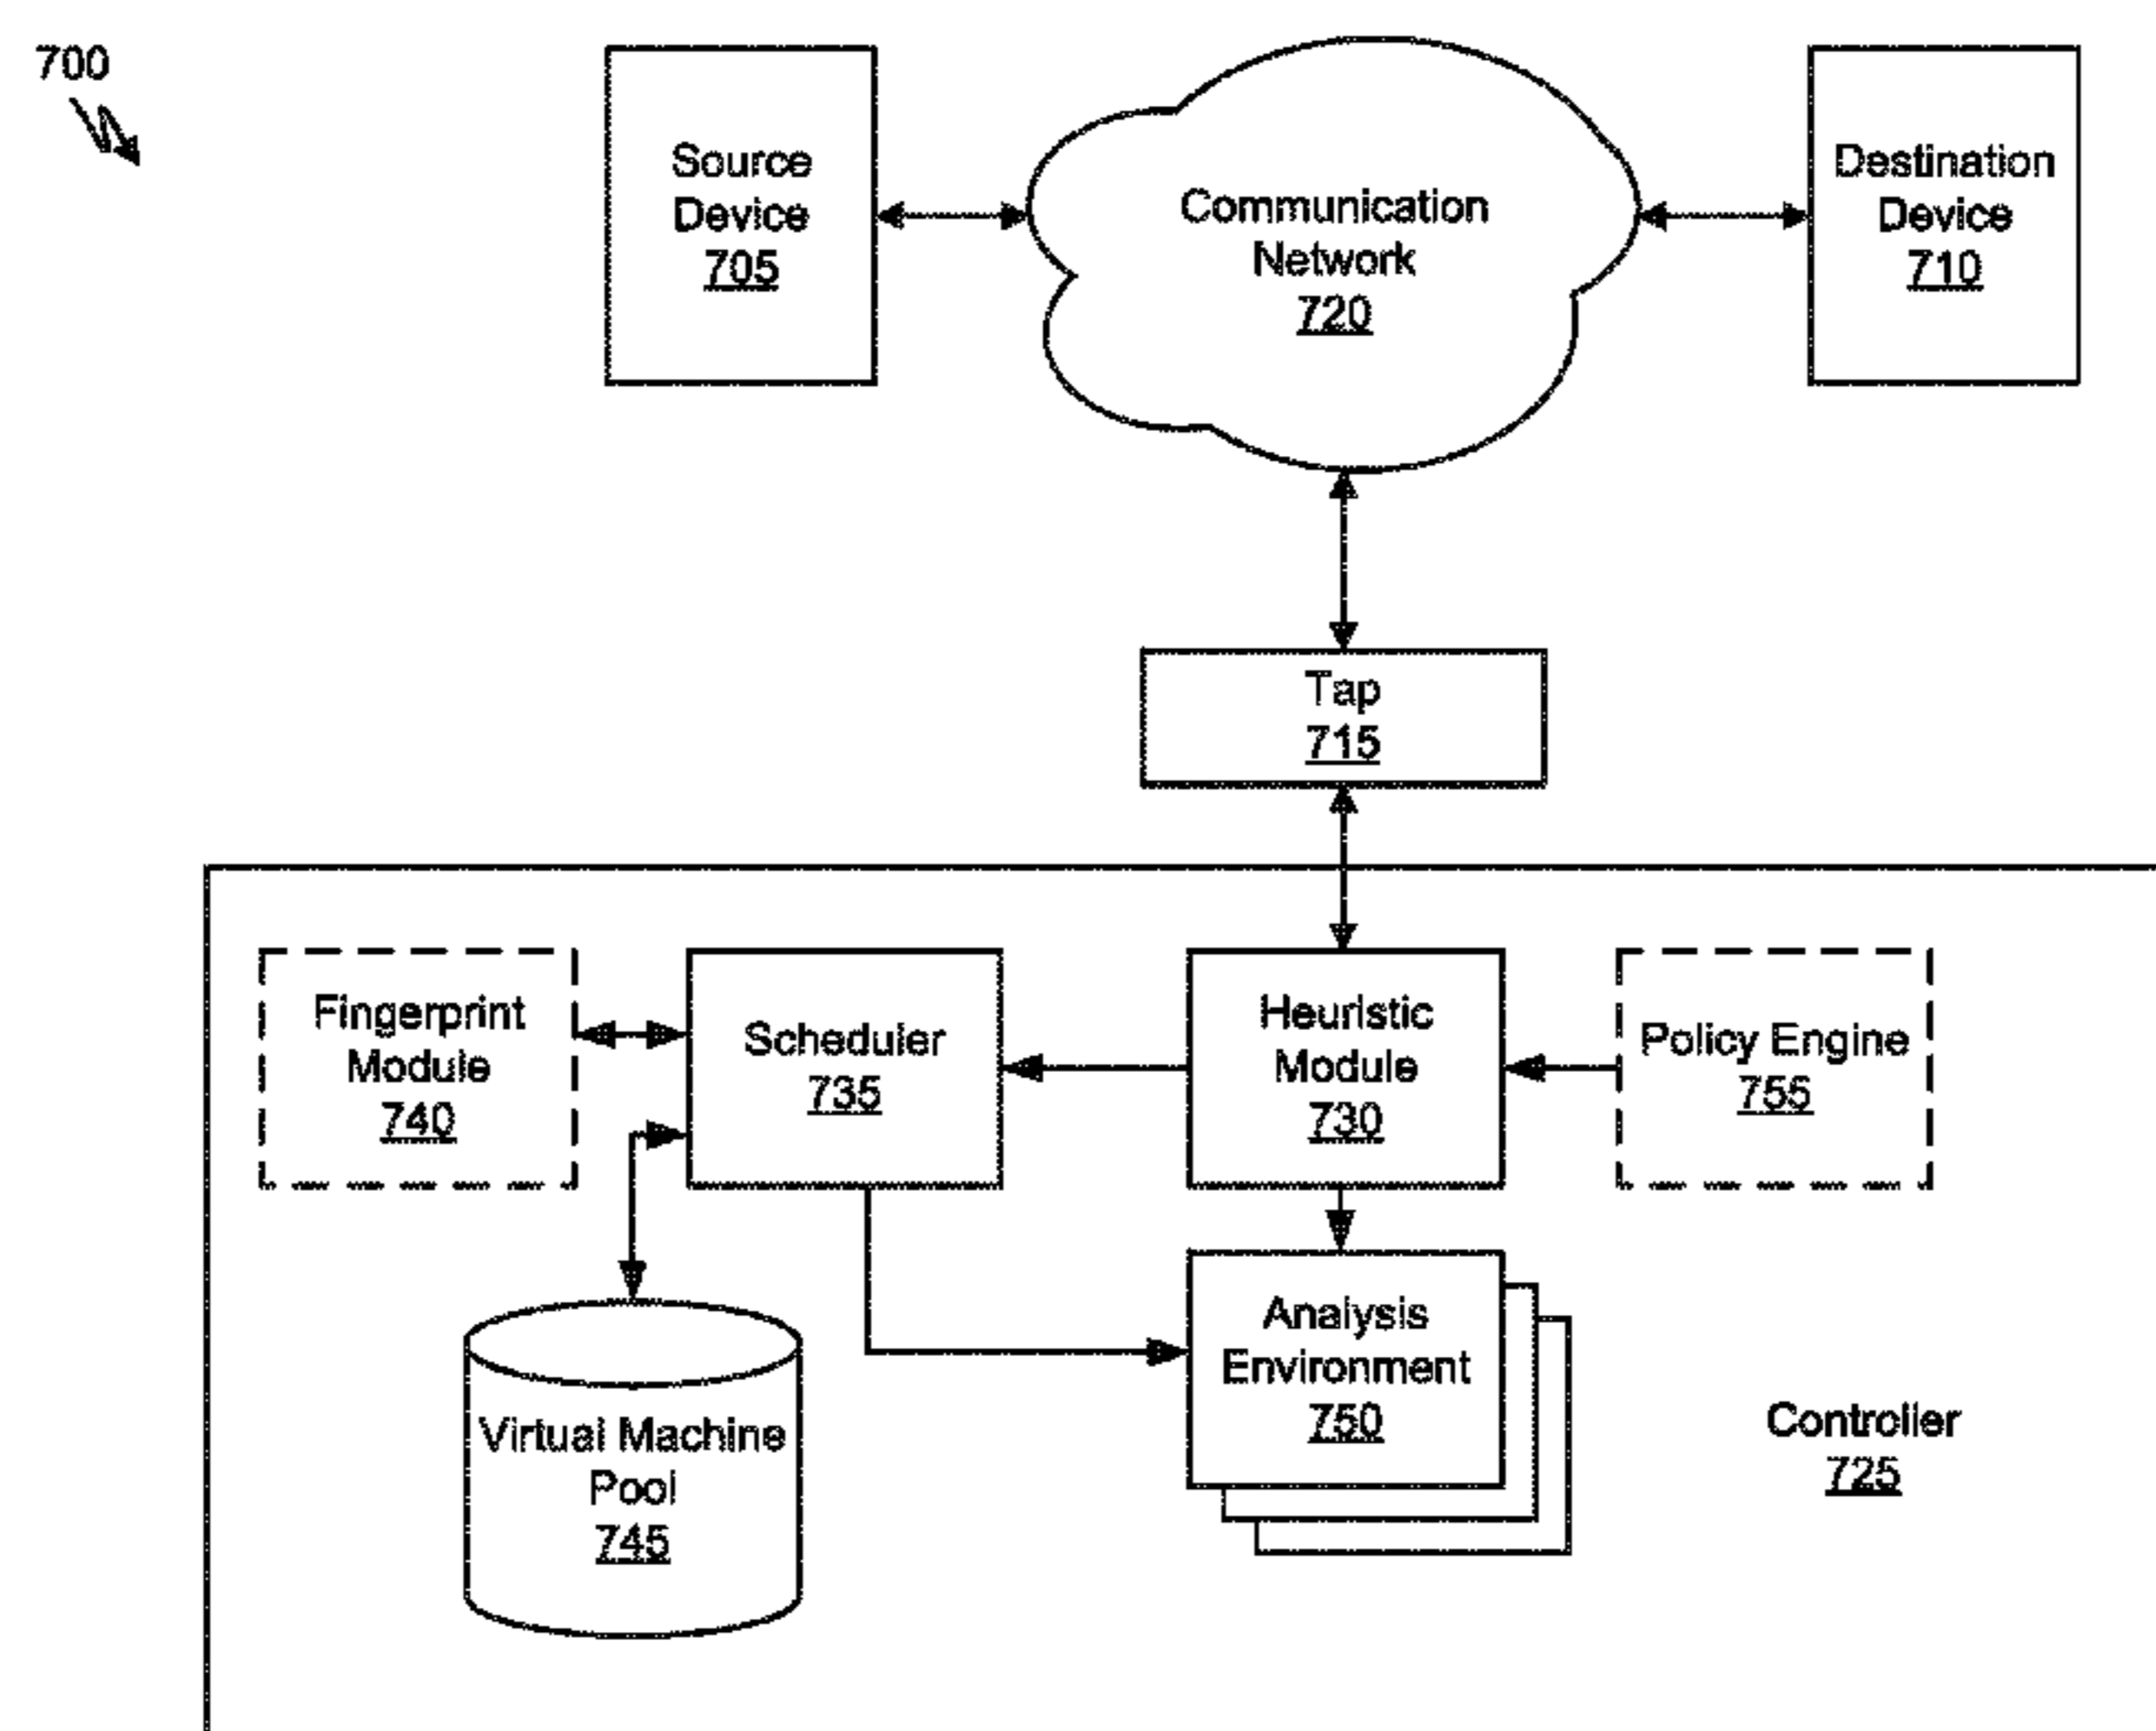 700
Source
Device
705
Communication
Network
720
Destination
Device
710
Tap
715
Fingerprint
Module
740
Scheduler
735
Heuristic
Module
730
Policy Engine
755
Virtual Machine
Pool
745
Analysis
Environment
750
Controller
725